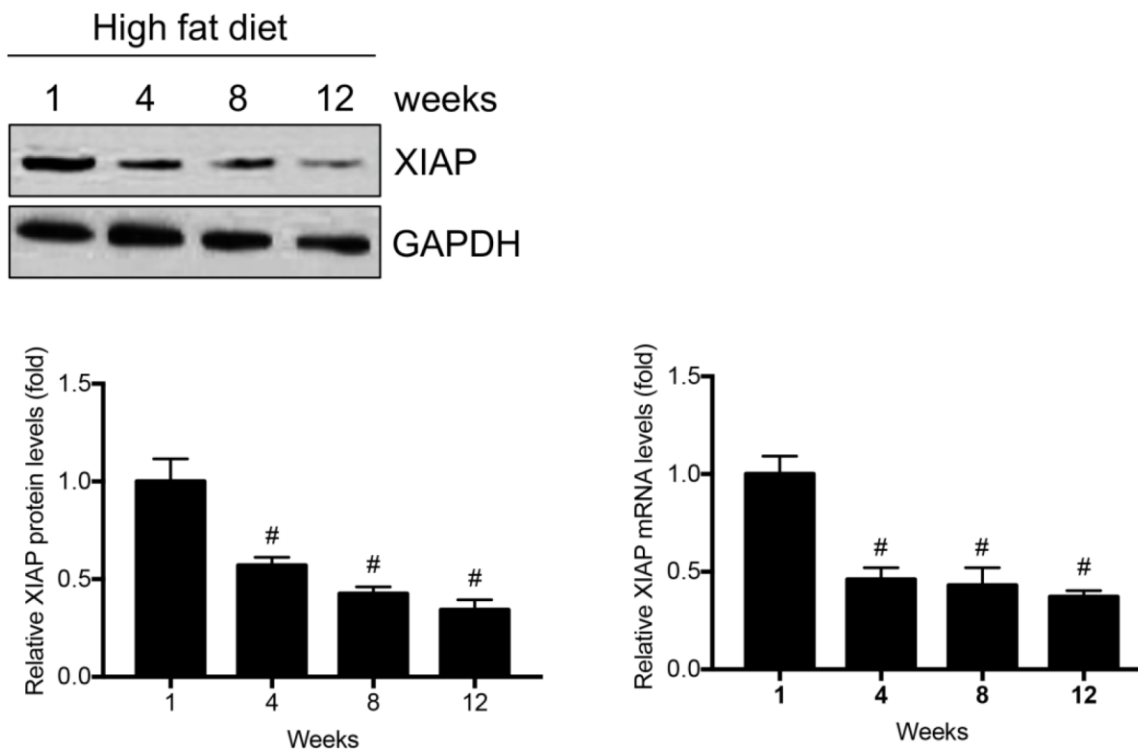 High fat diet
1 4 8 12 weeks
XIAP
GAPDH
Relative XIAP protein levels (fold)
1.5
1.0
0.5
0.0
# # #
1 4 8 12
Weeks
Relative XIAP mRNA levels (fold)
1.5
1.0
0.5
0.0
# # #
1 4 8 12
Weeks